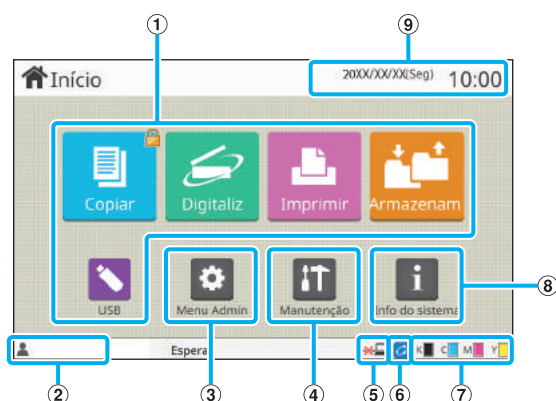 ① ⑨
Início 20XX/XX/XX(Seg) 10:00
Copiar Digitaliz Imprimir Armazenam
USB Menu Admin Manutenção Info do sistema
⑧
Espera K C M Y
② ③ ④ ⑤ ⑥ ⑦